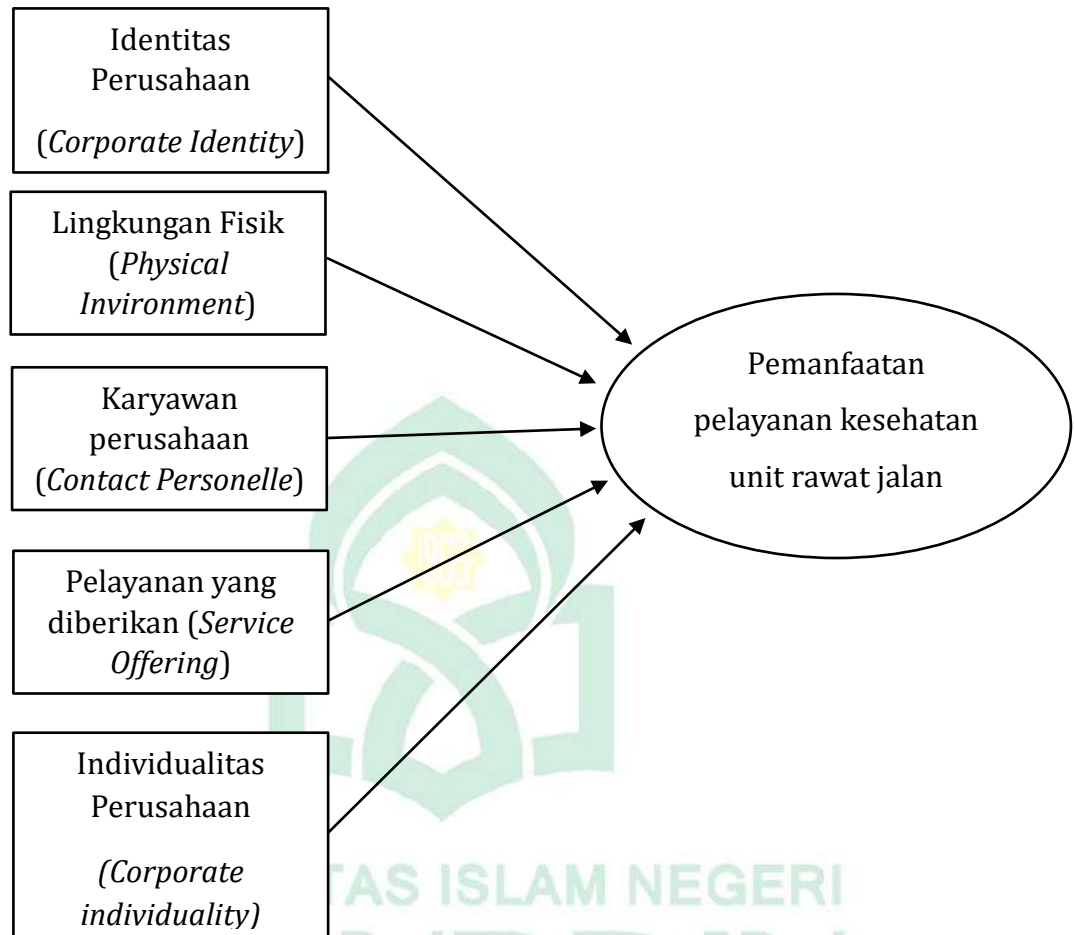 Identitas
Perusahaan
(Corporate Identity)
Lingkungan Fisik
(Physical
Invironment)
Karyawan
perusahaan
(Contact Personelle)
Pelayanan yang
diberikan (Service
Offering)
Individualitas
Perusahaan
(Corporate
individuality)
Pemanfaatan
pelayanan kesehatan
unit rawat jalan
TAS ISLAM NEGERI